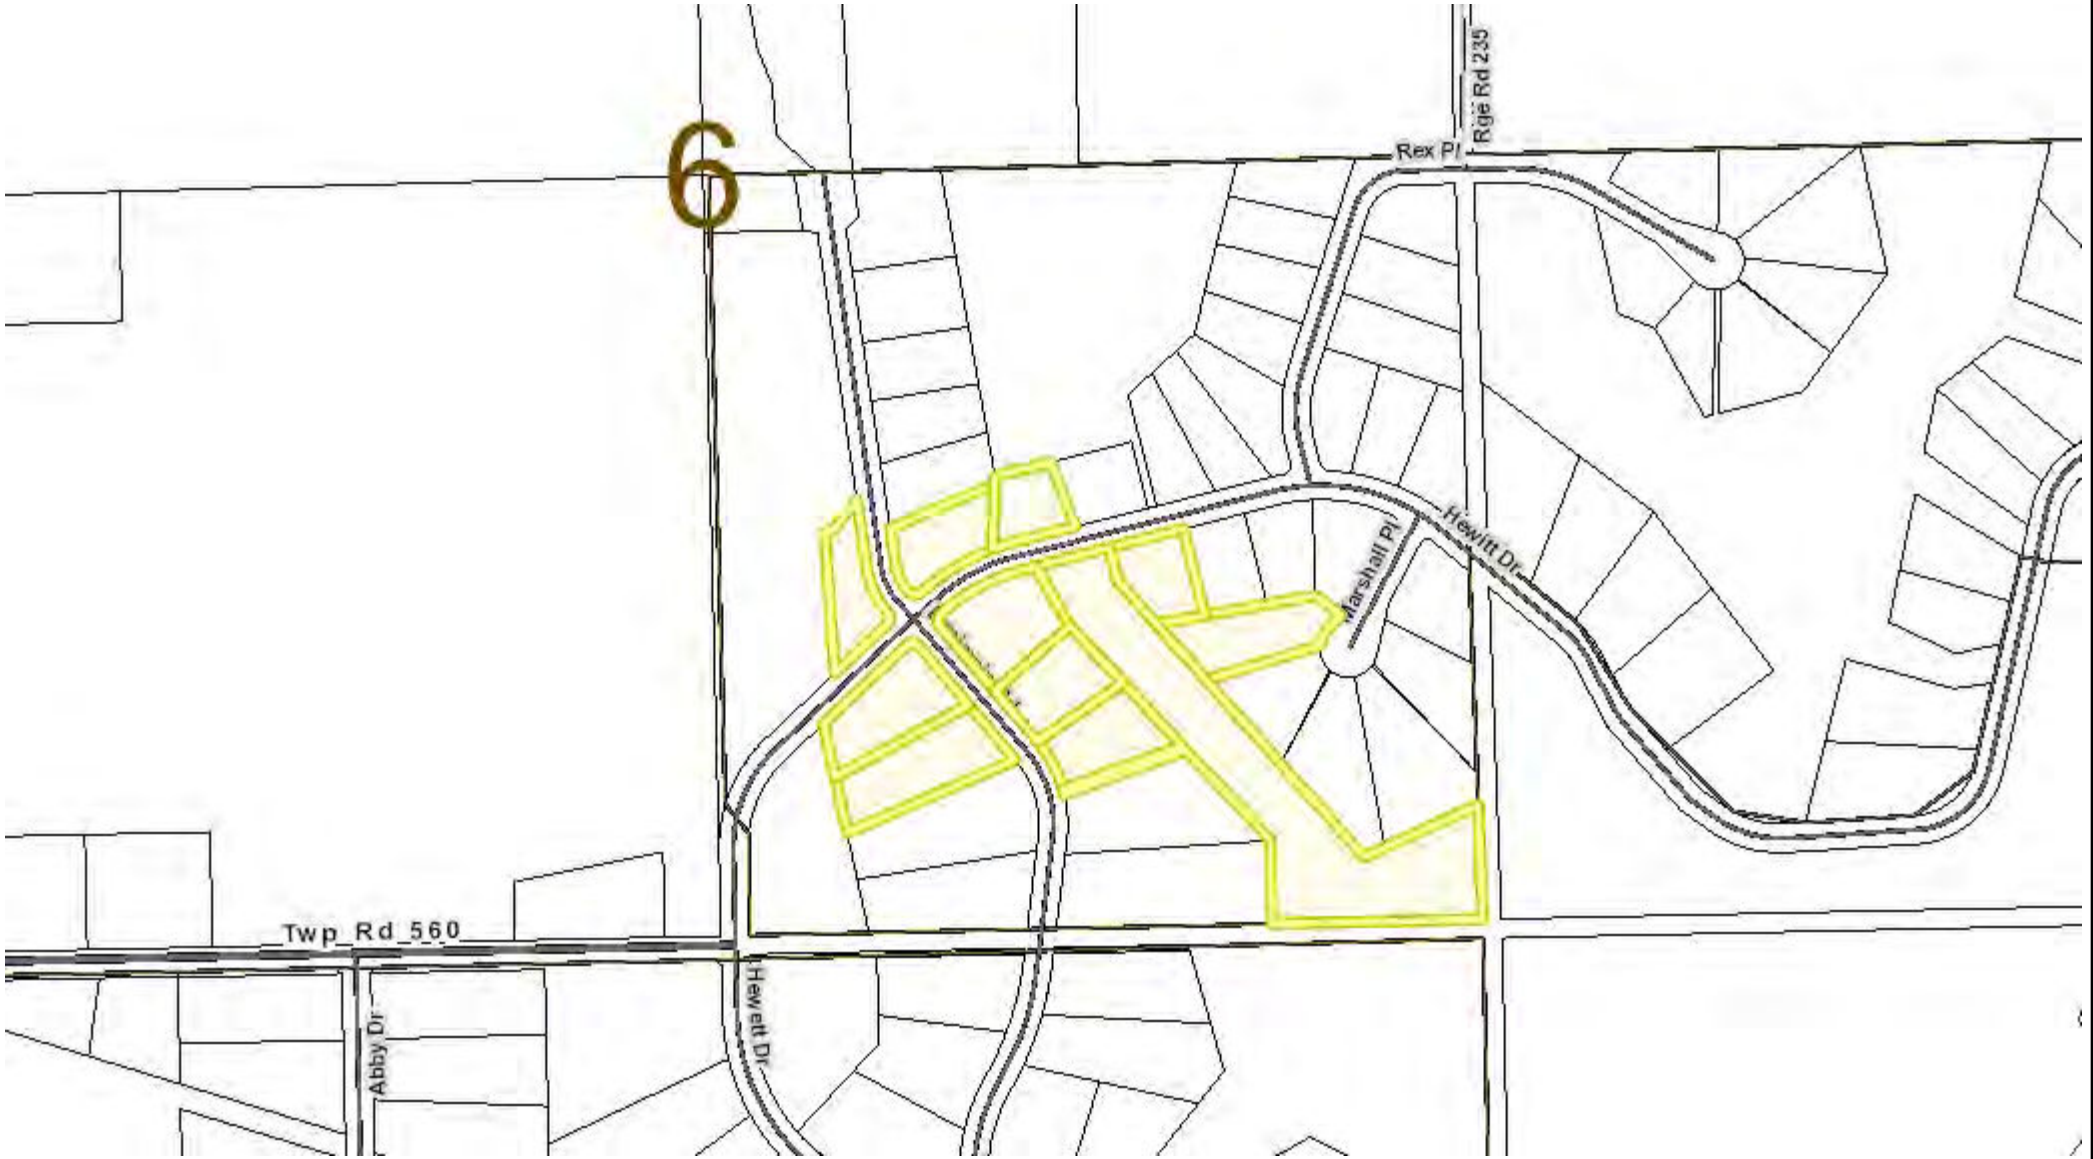 Rge Rd 235
6
Rex Pl
Hewitt Dr
Marshall Pl
Twp Rd 560
Hewett Dr
Abby Dr